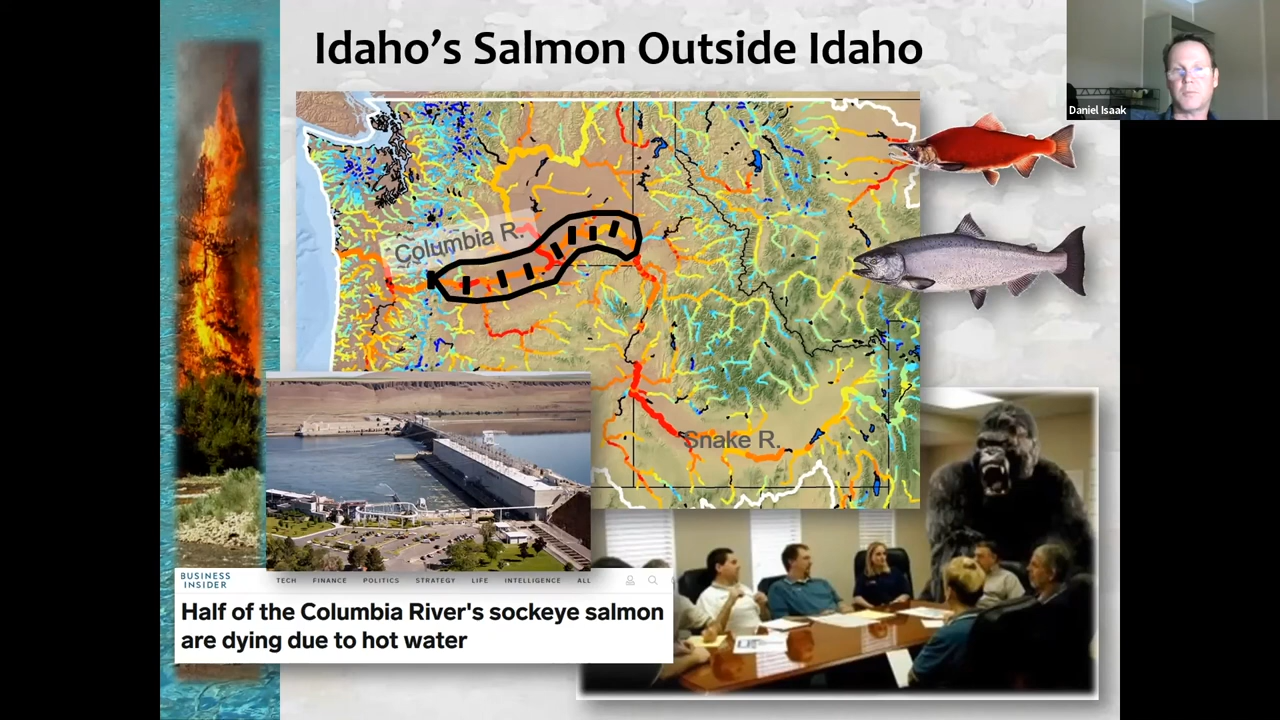 Idaho’s Salmon Outside Idaho
Daniel Isaak
Columbia R.
Snake R.
BUSINESS
INSIDER
TECH FINANCE POLITICS STRATEGY LIFE INTELLIGENCE ALL
Half of the Columbia River's sockeye salmon
are dying due to hot water